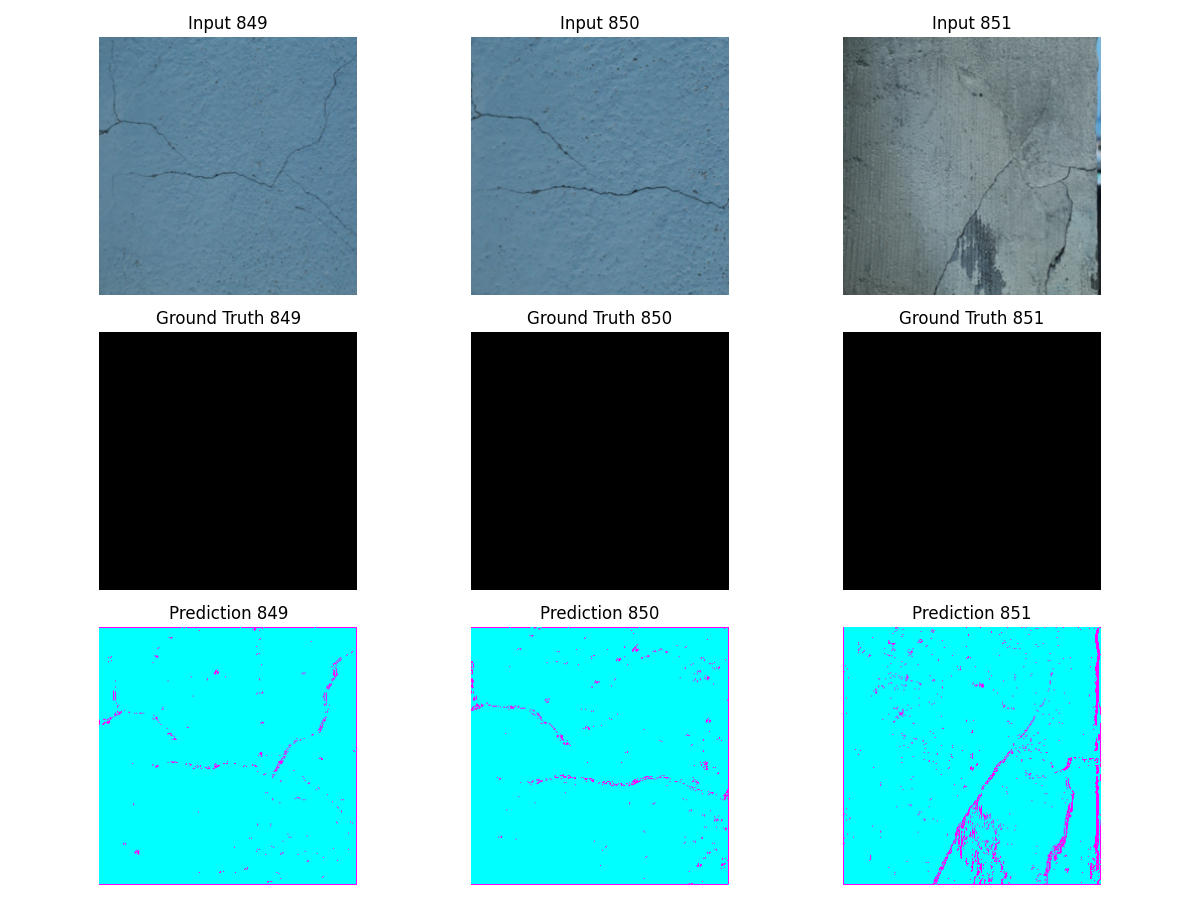 Input 849
Input 850
Input 851
Ground Truth 849
Ground Truth 850
Ground Truth 851
Prediction 849
Prediction 850
Prediction 851